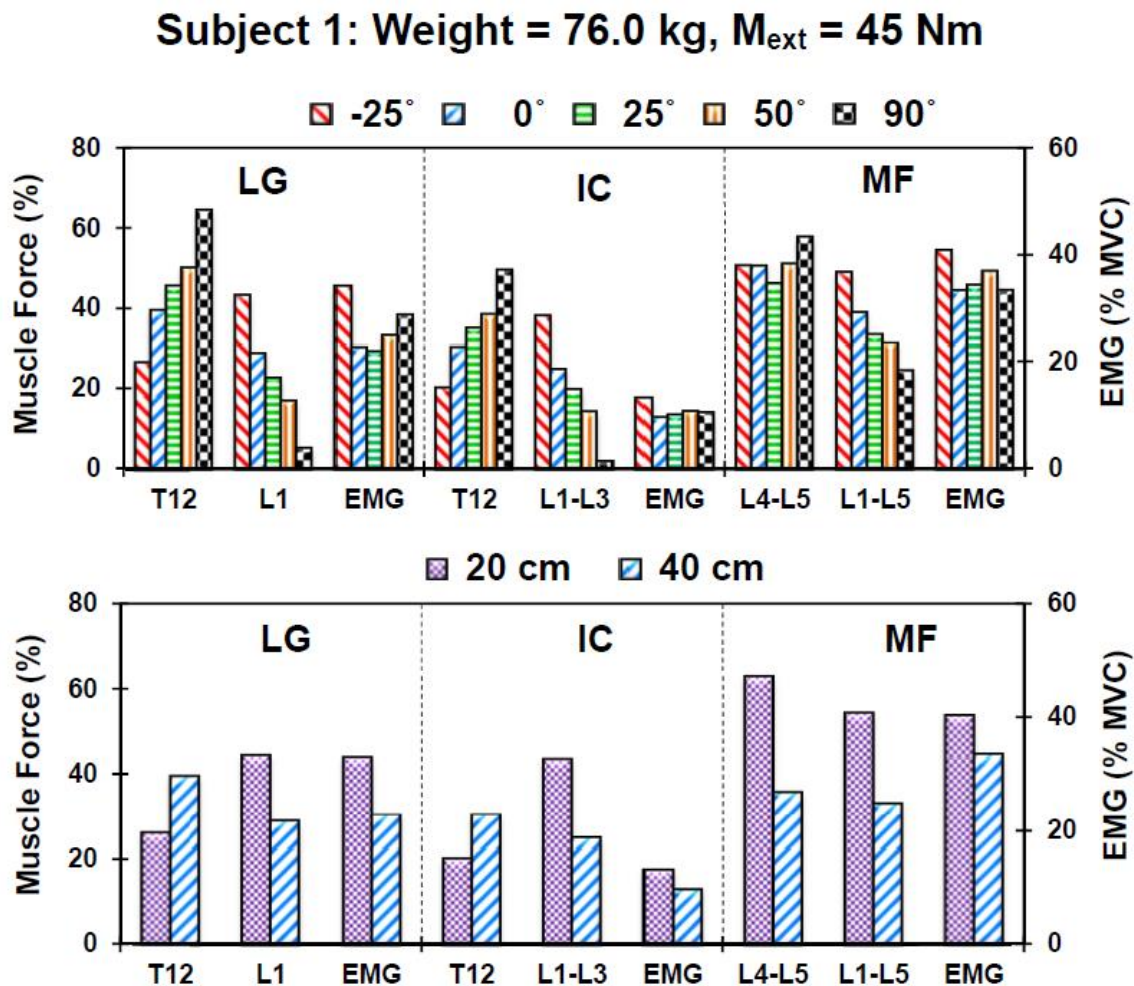 Subject 1: Weight = 76.0 kg, Mext = 45 Nm
-25° 0° 25° 50° 90°
80 60
LG IC MF
60
40
40
20
20
0 0
Muscle Force (%)
EMG (% MVC)
T12 L1 EMG T12 L1-L3 EMG L4-L5 L1-L5 EMG
20 cm 40 cm
80 60
LG IC MF
60
40
40
20
20
0 0
Muscle Force (%)
EMG (% MVC)
T12 L1 EMG T12 L1-L3 EMG L4-L5 L1-L5 EMG